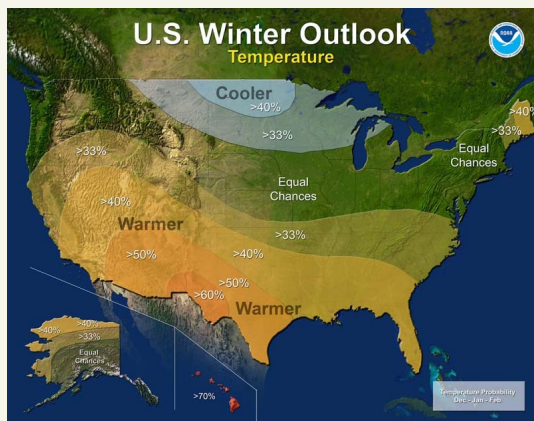 U.S. Winter Outlook
Temperature
NOAA
Cooler
>40%
>33%
>40%
>33%
Equal
Chances
>33%
Equal
Chances
>40%
Warmer
>33%
>50%
>40%
>50%
>60%
Warmer
>40%
>40%
>33%
Equal
Chances
>70%
Temperature Probability
Dec - Jan - Feb